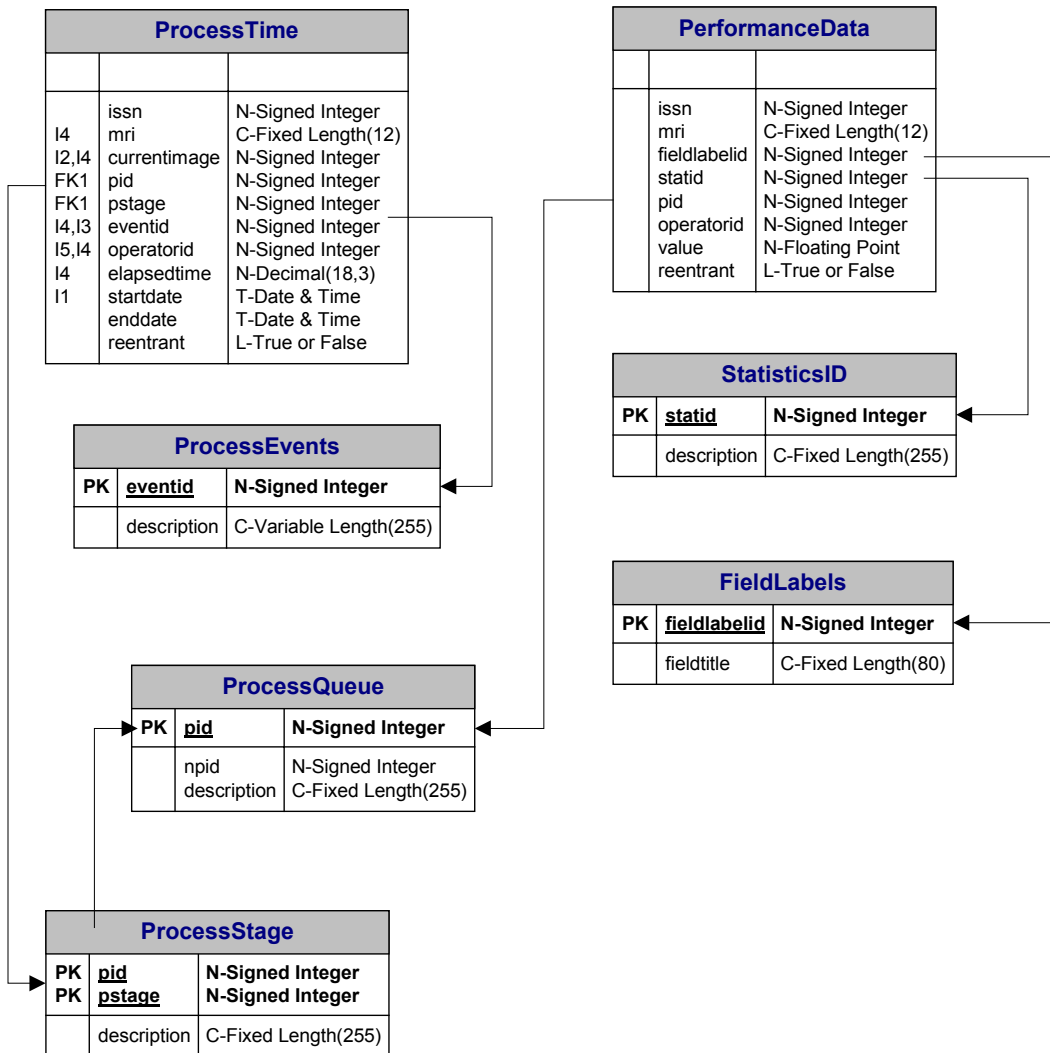 ProcessTime
issn N-Signed Integer
I4 mri C-Fixed Length(12)
I2,I4 currentimage N-Signed Integer
FK1 pid N-Signed Integer
FK1 pstage N-Signed Integer
I4,I3 eventid N-Signed Integer
I5,I4 operatorid N-Signed Integer
I4 elapsedtime N-Decimal(18,3)
I1 startdate T-Date & Time
enddate T-Date & Time
reentrant L-True or False
PerformanceData
issn N-Signed Integer
mri C-Fixed Length(12)
fieldlabelid N-Signed Integer
statid N-Signed Integer
pid N-Signed Integer
operatorid N-Signed Integer
value N-Floating Point
reentrant L-True or False
StatisticsID
PK statid N-Signed Integer
description C-Fixed Length(255)
ProcessEvents
PK eventid N-Signed Integer
description C-Variable Length(255)
FieldLabels
PK fieldlabelid N-Signed Integer
fieldtitle C-Fixed Length(80)
ProcessQueue
PK pid N-Signed Integer
npid N-Signed Integer
description C-Fixed Length(255)
ProcessStage
PK pid N-Signed Integer
PK pstage N-Signed Integer
description C-Fixed Length(255)